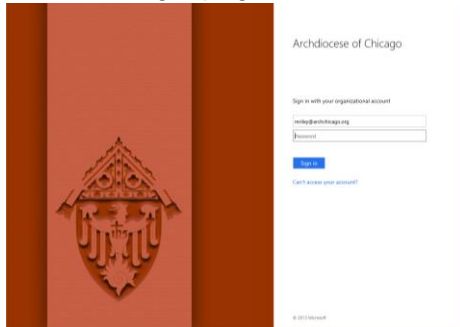 Archdiocese of Chicago
Sign in with your organizational account
Password
Sign in
Can't access your account?
© 2013 Microsoft